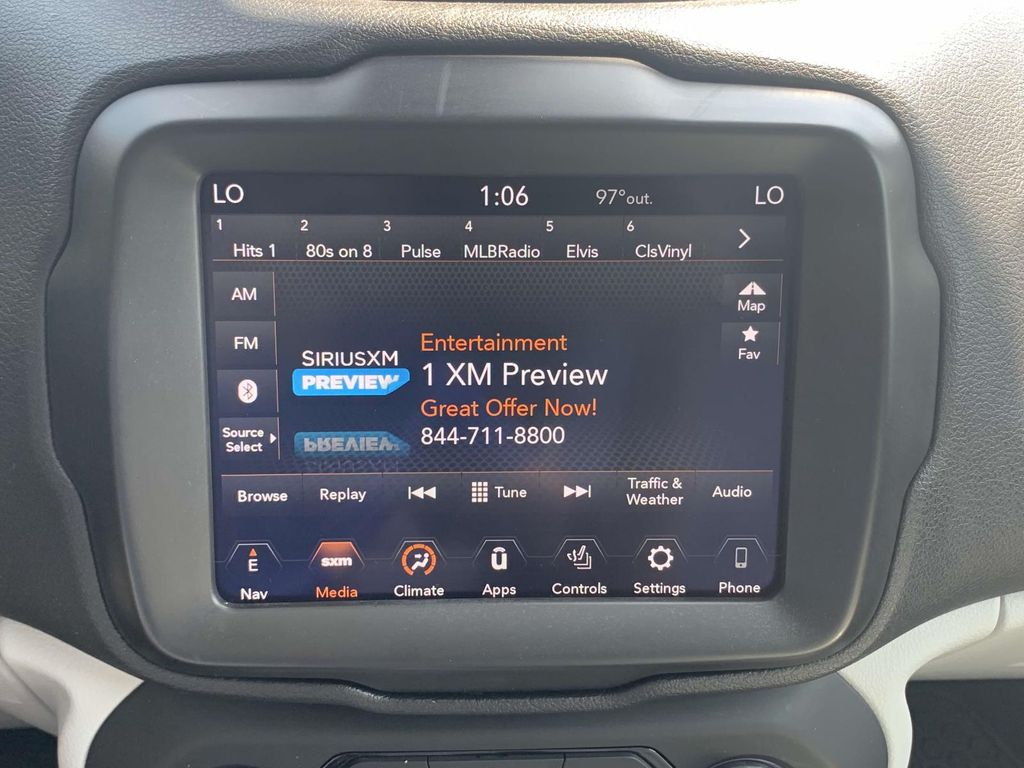 LO 1:06 97°out. LO
1 2 3 4 5 6
Hits 1 80s on 8 Pulse MLBRadio Elvis ClsVinyl
AM
Map
FM
Fav
SIRIUSXM
PREVIEW
Entertainment
1 XM Preview
Great Offer Now!
844-711-8800
Source
Select
Browse Replay Tune Traffic &
Weather Audio
E
Nav
sxm
Media
Climate
ū
Apps
Controls
Settings
Phone